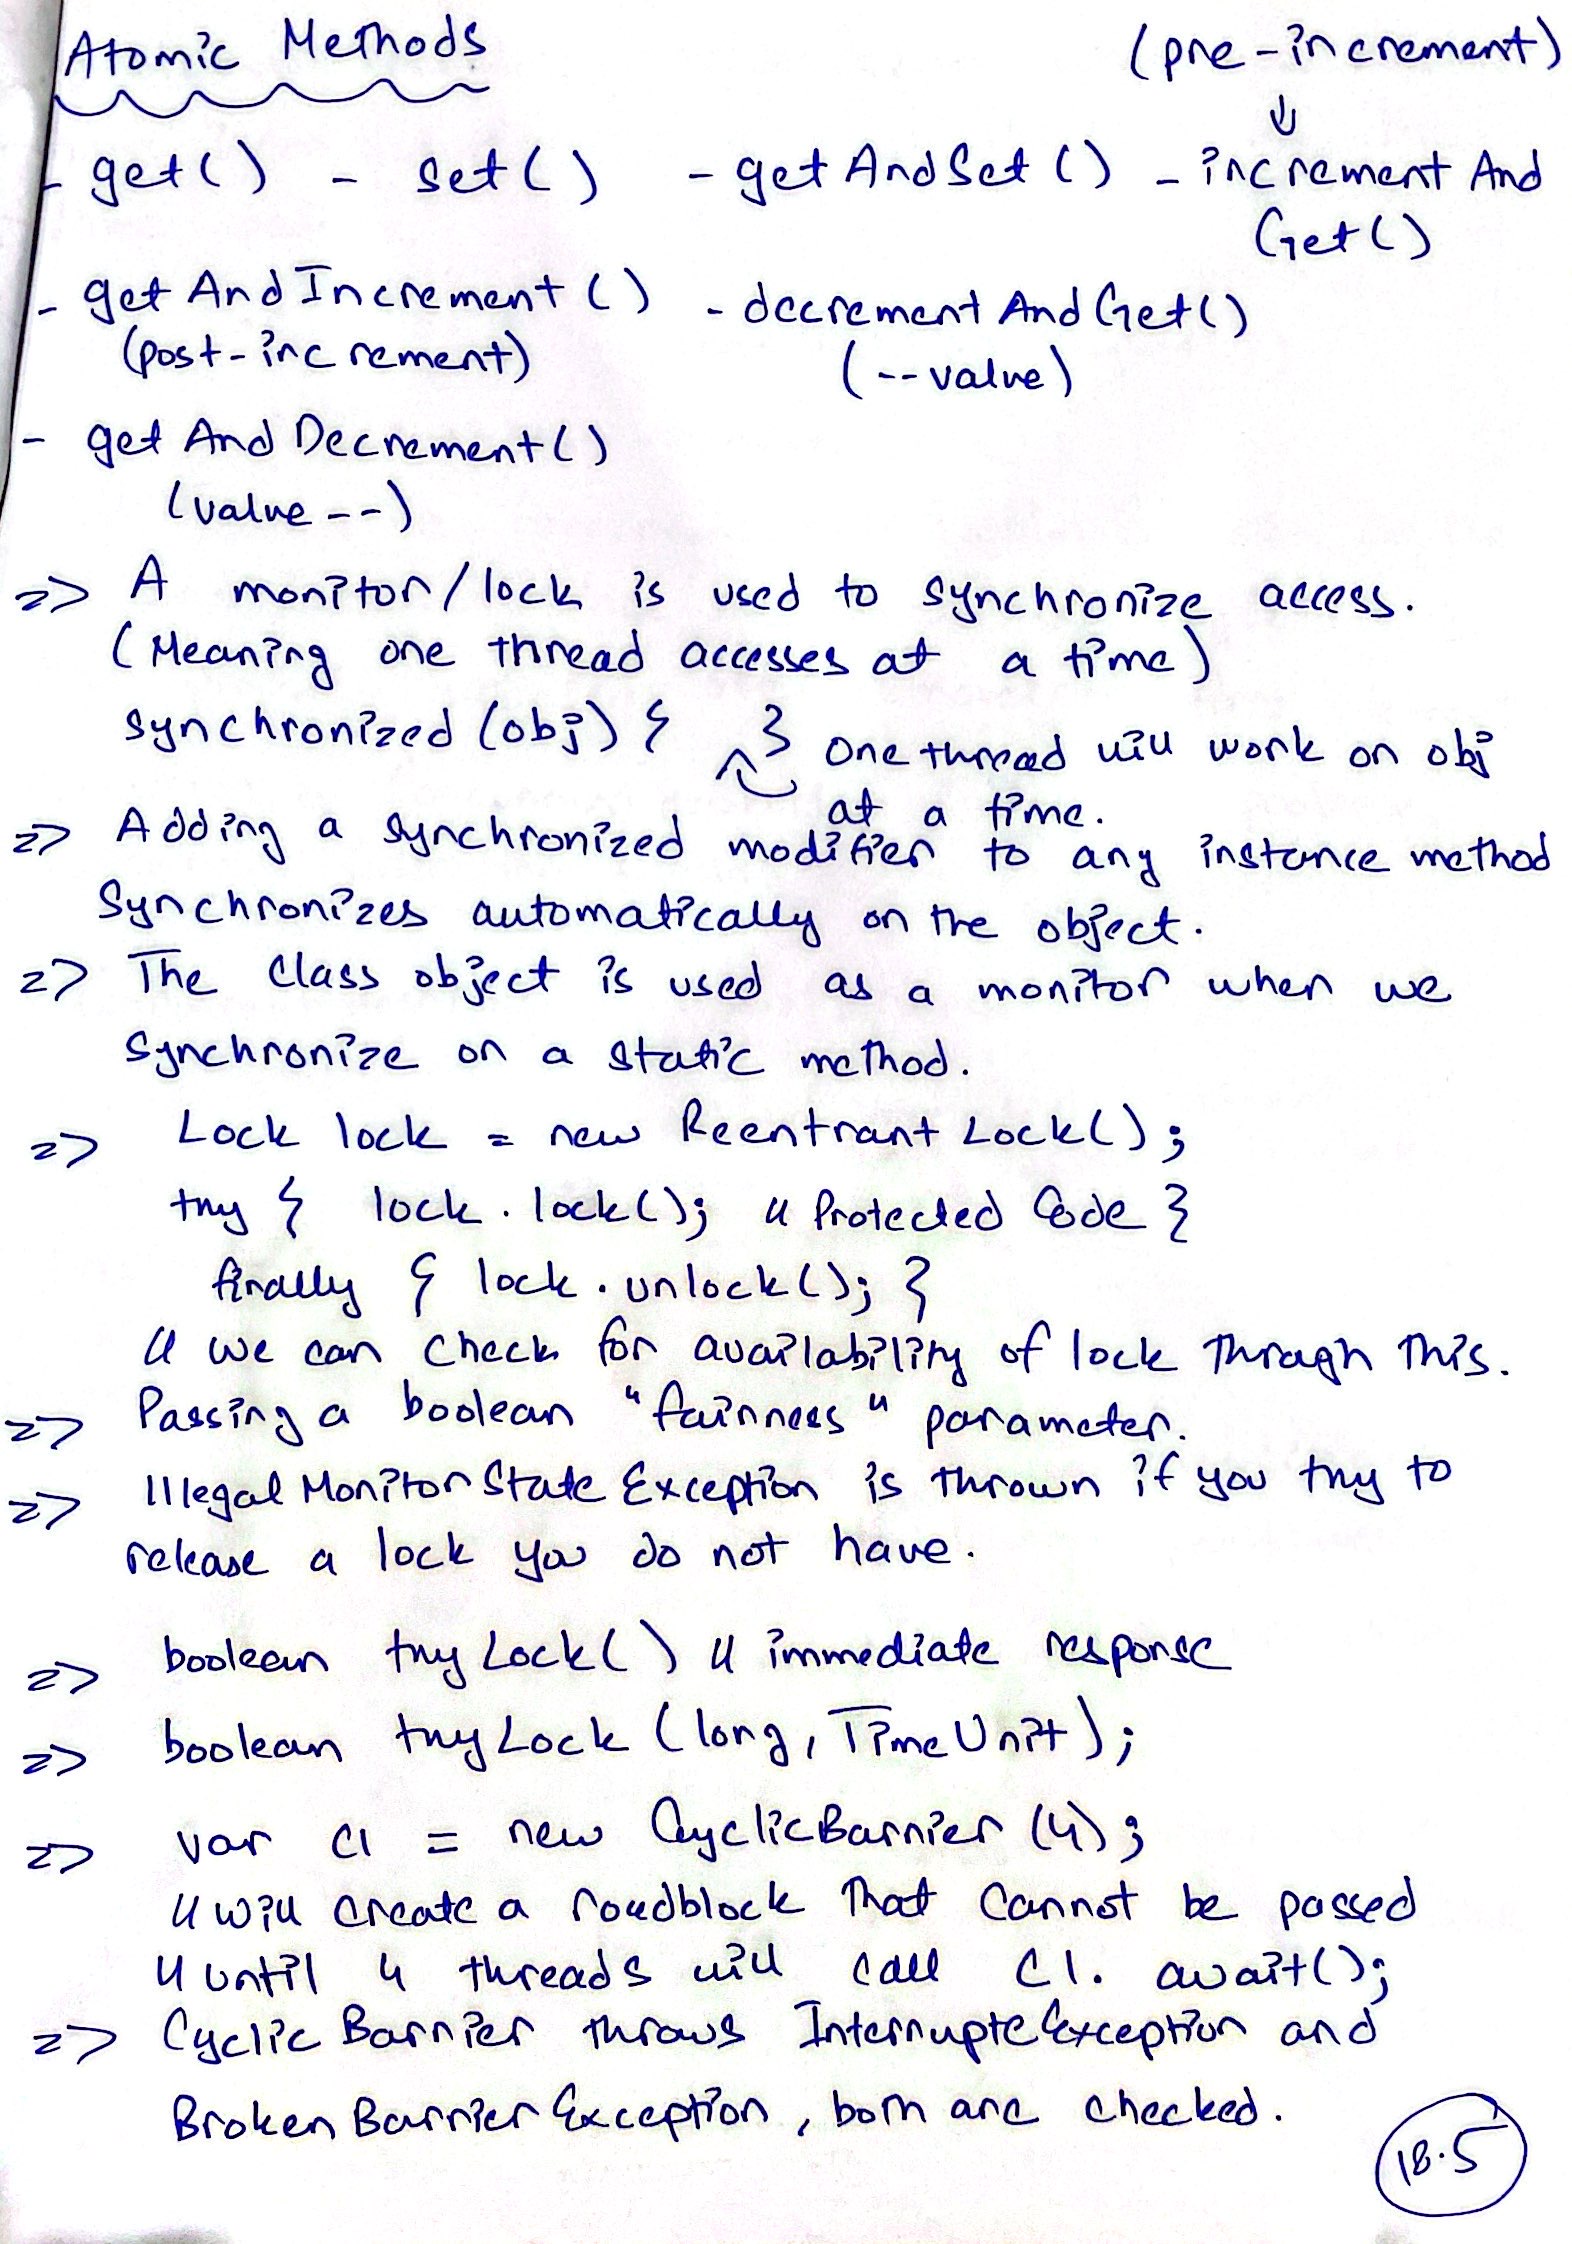 Atomic Methods
(pre-increment)
↓
- get() - set() - getAndSet() - increment And
Get()
- get And Increment () - decrement And Get()
(post-increment) (--value)
- get And Decrement()
(value--)
=> A monitor/lock is used to synchronize access.
(Meaning one thread accesses at a time)
synchronized (obj) { } One thread will work on obj
at a time.
=> Adding a synchronized modifier to any instance method
Synchronizes automatically on the object.
=> The Class object is used as a monitor when we
Synchronize on a static method.
=> Lock lock = new Reentrant Lock();
try { lock.lock(); // Protected Code }
finally { lock.unlock(); }
// we can check for availability of lock through this.
=> Passing a boolean "fairness" parameter.
=> Illegal Monitor State Exception is thrown if you try to
release a lock you do not have.
=> boolean try Lock() // immediate response
=> boolean try Lock (long, TimeUnit);
=> var C1 = new CyclicBarrier (4);
// will create a roadblock that cannot be passed
// until 4 threads will call C1. await();
=> Cyclic Barrier throws InterrupteException and
Broken Barrier Exception, both are checked.
18.5